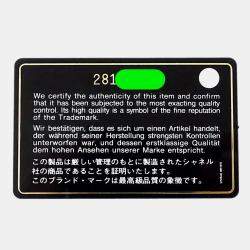 281
We certify the authenticity of this item and confirm
that it has been subjected to the most exacting quality
control. Its high quality is a symbol of the fine reputation
of the Trademark.
Wir bestätigen, dass es sich um einen Artikel handelt,
der während seiner Herstellung strengsten Kontrollen
unterworfen war, und dessen erstklassige Qualität
dem hohen Ansehen unserer Marke entspricht.
この製品は厳しい管理のもとに製造されたシャネル
社の商品であることを証明いたします。
このブランド・マークは最高級品質の象徴です。